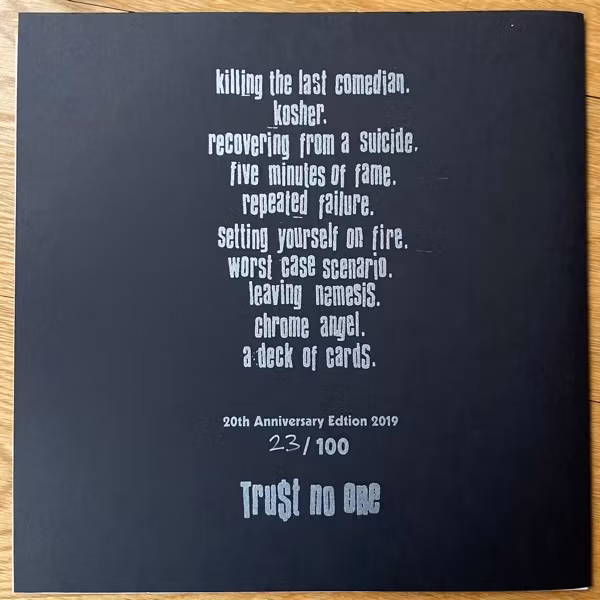 killing the last comedian.
kosher.
recovering from a suicide.
five minutes of fame.
repeated failure.
setting yourself on fire.
worst case scenario.
leaving nemesis.
chrome angel.
a deck of cards.
20th Anniversary Edtion 2019
23/100
Tru$t no one